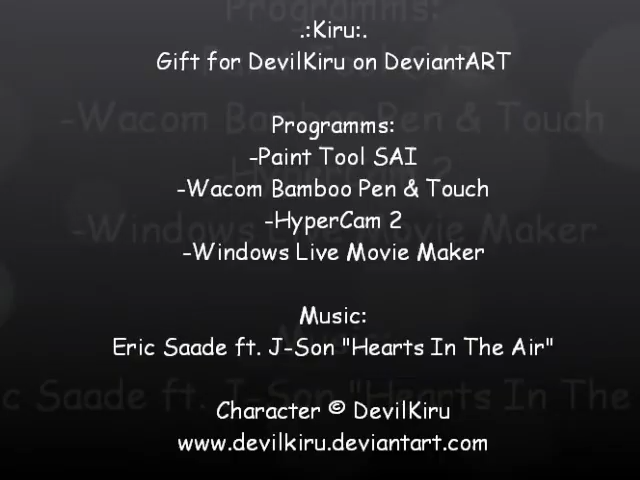 Programms:
.:Kiru:.
Gift for DevilKiru on DeviantART
Programms:
-Paint Tool SAI
-Wacom Bamboo Pen & Touch
-HyperCam 2
-Windows Live Movie Maker
Music:
Eric Saade ft. J-Son "Hearts In The Air"
Character © DevilKiru
www.devilkiru.deviantart.com